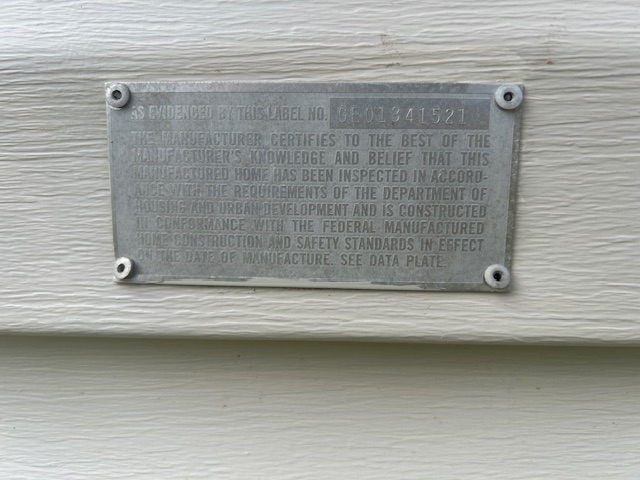 AS EVIDENCED BY THIS LABEL NO. GEO1341521
THE MANUFACTURER CERTIFIES TO THE BEST OF THE
MANUFACTURER'S KNOWLEDGE AND BELIEF THAT THIS
MANUFACTURED HOME HAS BEEN INSPECTED IN ACCORD-
ANCE WITH THE REQUIREMENTS OF THE DEPARTMENT OF
HOUSING AND URBAN DEVELOPMENT AND IS CONSTRUCTED
IN CONFORMANCE WITH THE FEDERAL MANUFACTURED
HOME CONSTRUCTION AND SAFETY STANDARDS IN EFFECT
ON THE DATE OF MANUFACTURE. SEE DATA PLATE.